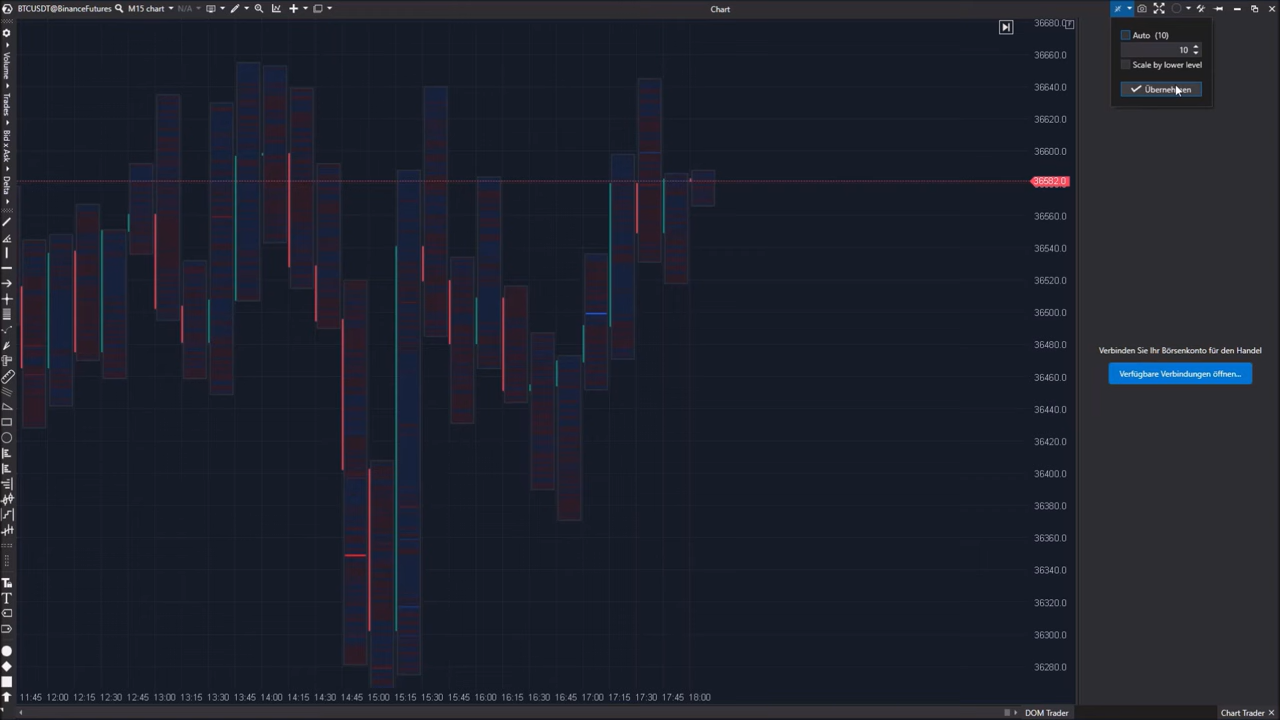 BTCUSDT@BinanceFutures
M15 chart
N/A
Chart
Auto (10)
10
Scale by lower level
Übernehmen
Volume
Trades
Bid x Ask
Delta
36680.0
36660.0
36640.0
36620.0
36600.0
36582.0
36560.0
36540.0
36520.0
36500.0
36480.0
36460.0
36440.0
36420.0
36400.0
36380.0
36360.0
36340.0
36320.0
36300.0
36280.0
F
Verbinden Sie Ihr Börsenkonto für den Handel
Verfügbare Verbindungen öffnen...
11:45 12:00 12:15 12:30 12:45 13:00 13:15 13:30 13:45 14:00 14:15 14:30 14:45 15:00 15:15 15:30 15:45 16:00 16:15 16:30 16:45 17:00 17:15 17:30 17:45 18:00
DOM Trader
Chart Trader